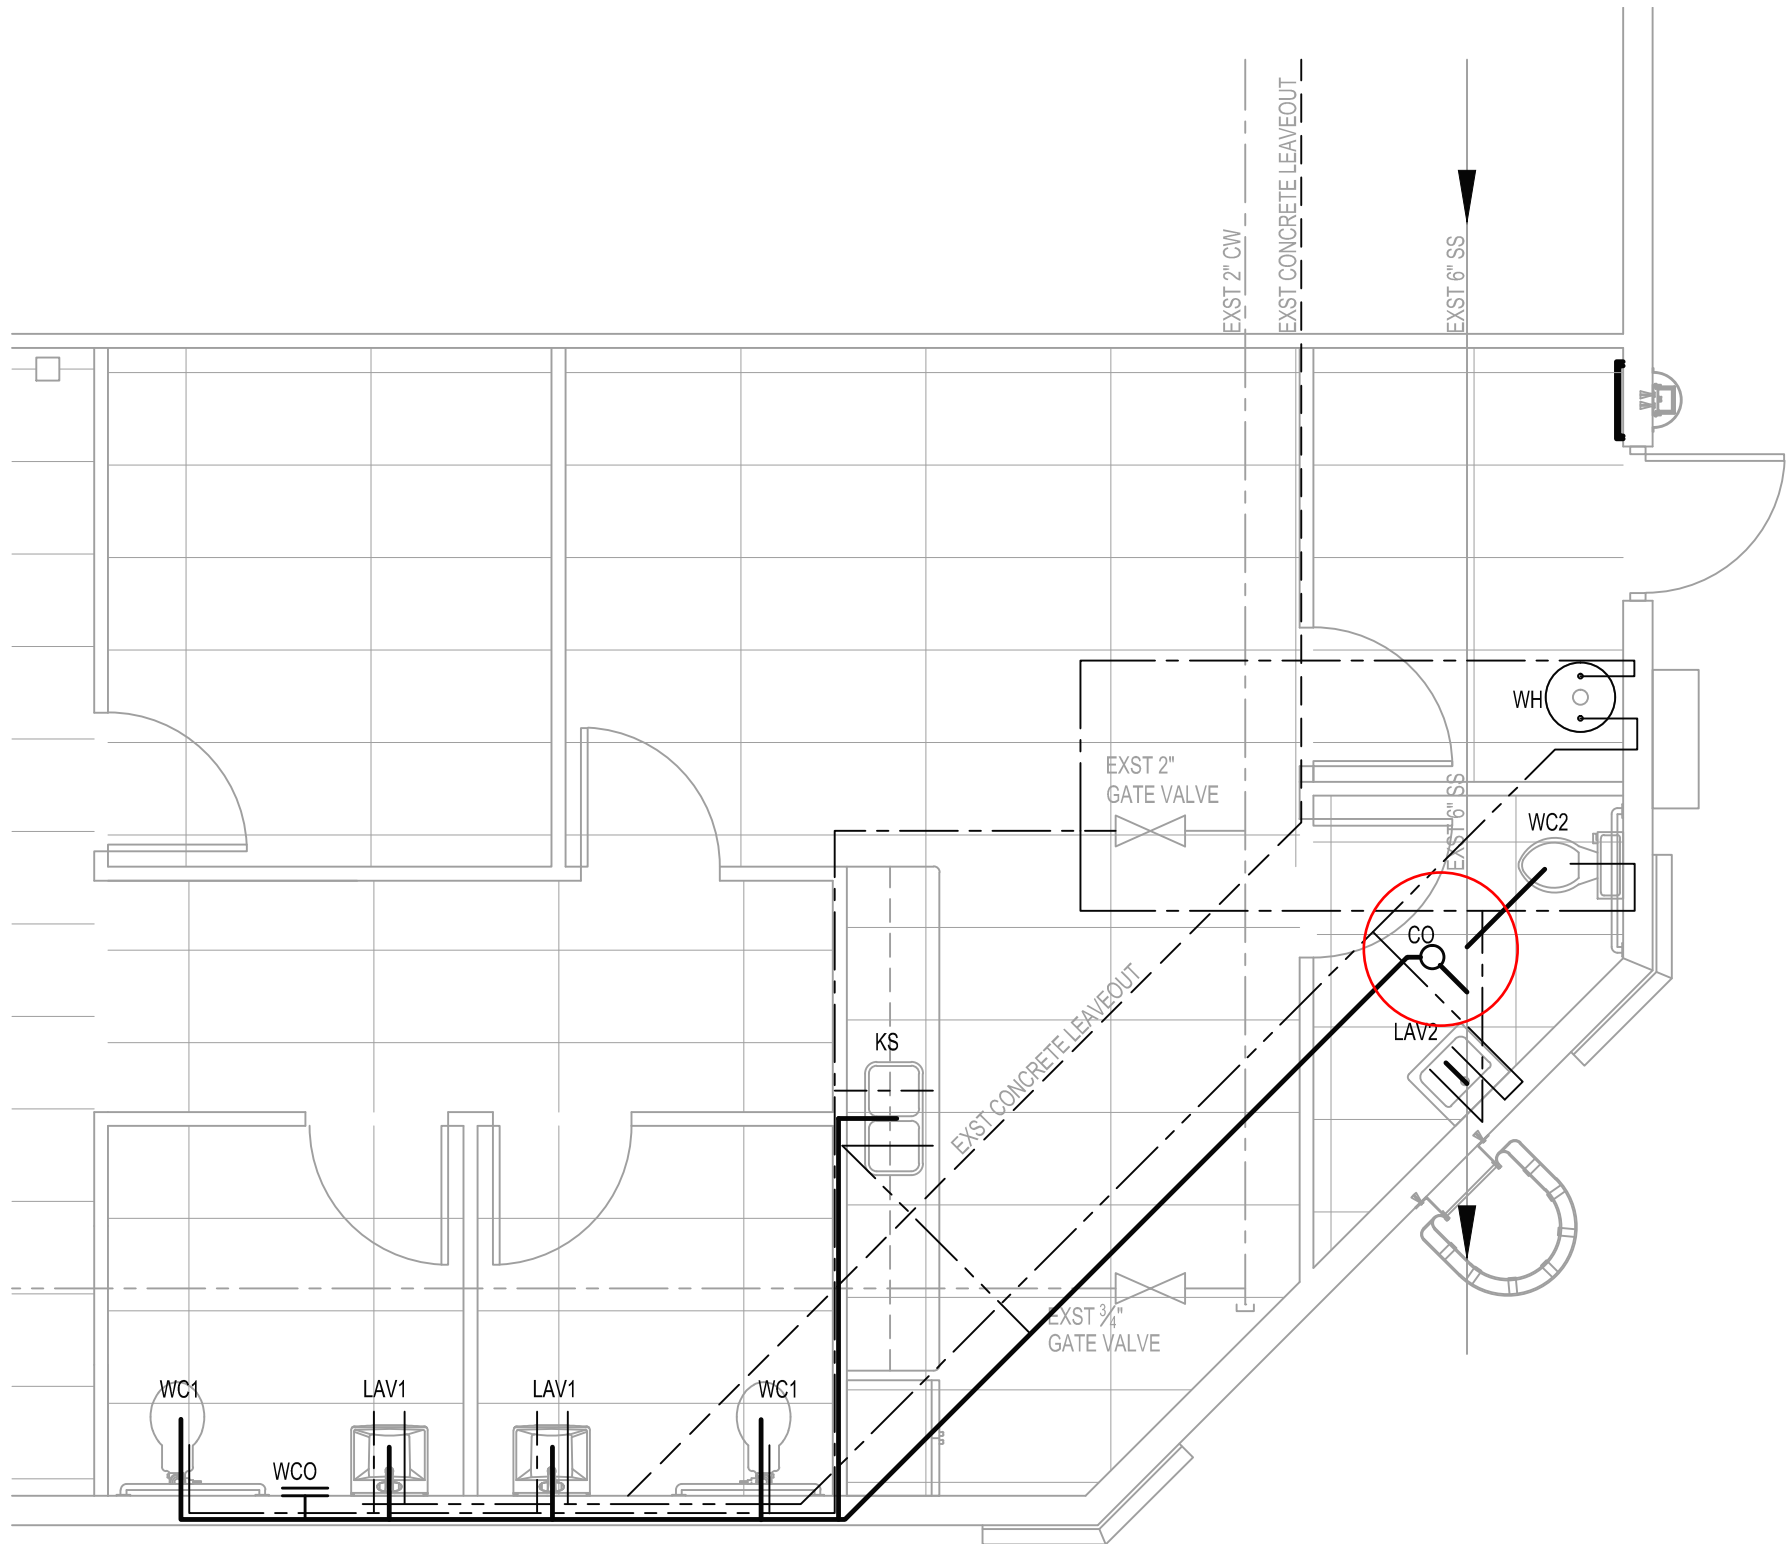 EXST 2" CW
EXST CONCRETE LEAVEOUT
EXST 6" SS
WH
EXST 2"
GATE VALVE
EXST 6" SS
WC2
CO
EXST CONCRETE LEAVEOUT
LAV2
KS
EXST 3/4"
GATE VALVE
WC1
LAV1
LAV1
WC1
WCO